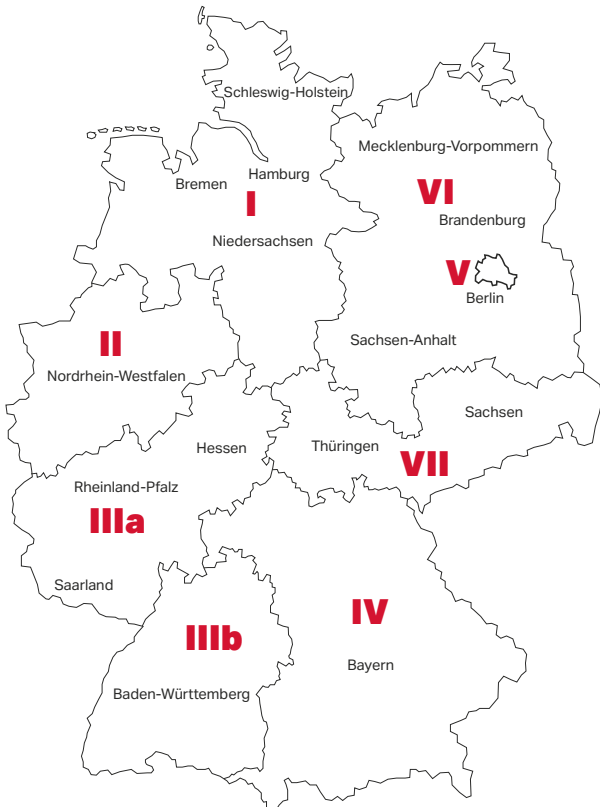 Schleswig-Holstein
Mecklenburg-Vorpommern
Hamburg
Bremen
I
VI
Brandenburg
Niedersachsen
V
Berlin
II
Sachsen-Anhalt
Nordrhein-Westfalen
Sachsen
Hessen
Thüringen
VII
Rheinland-Pfalz
IIIa
Saarland
IV
IIIb
Bayern
Baden-Württemberg